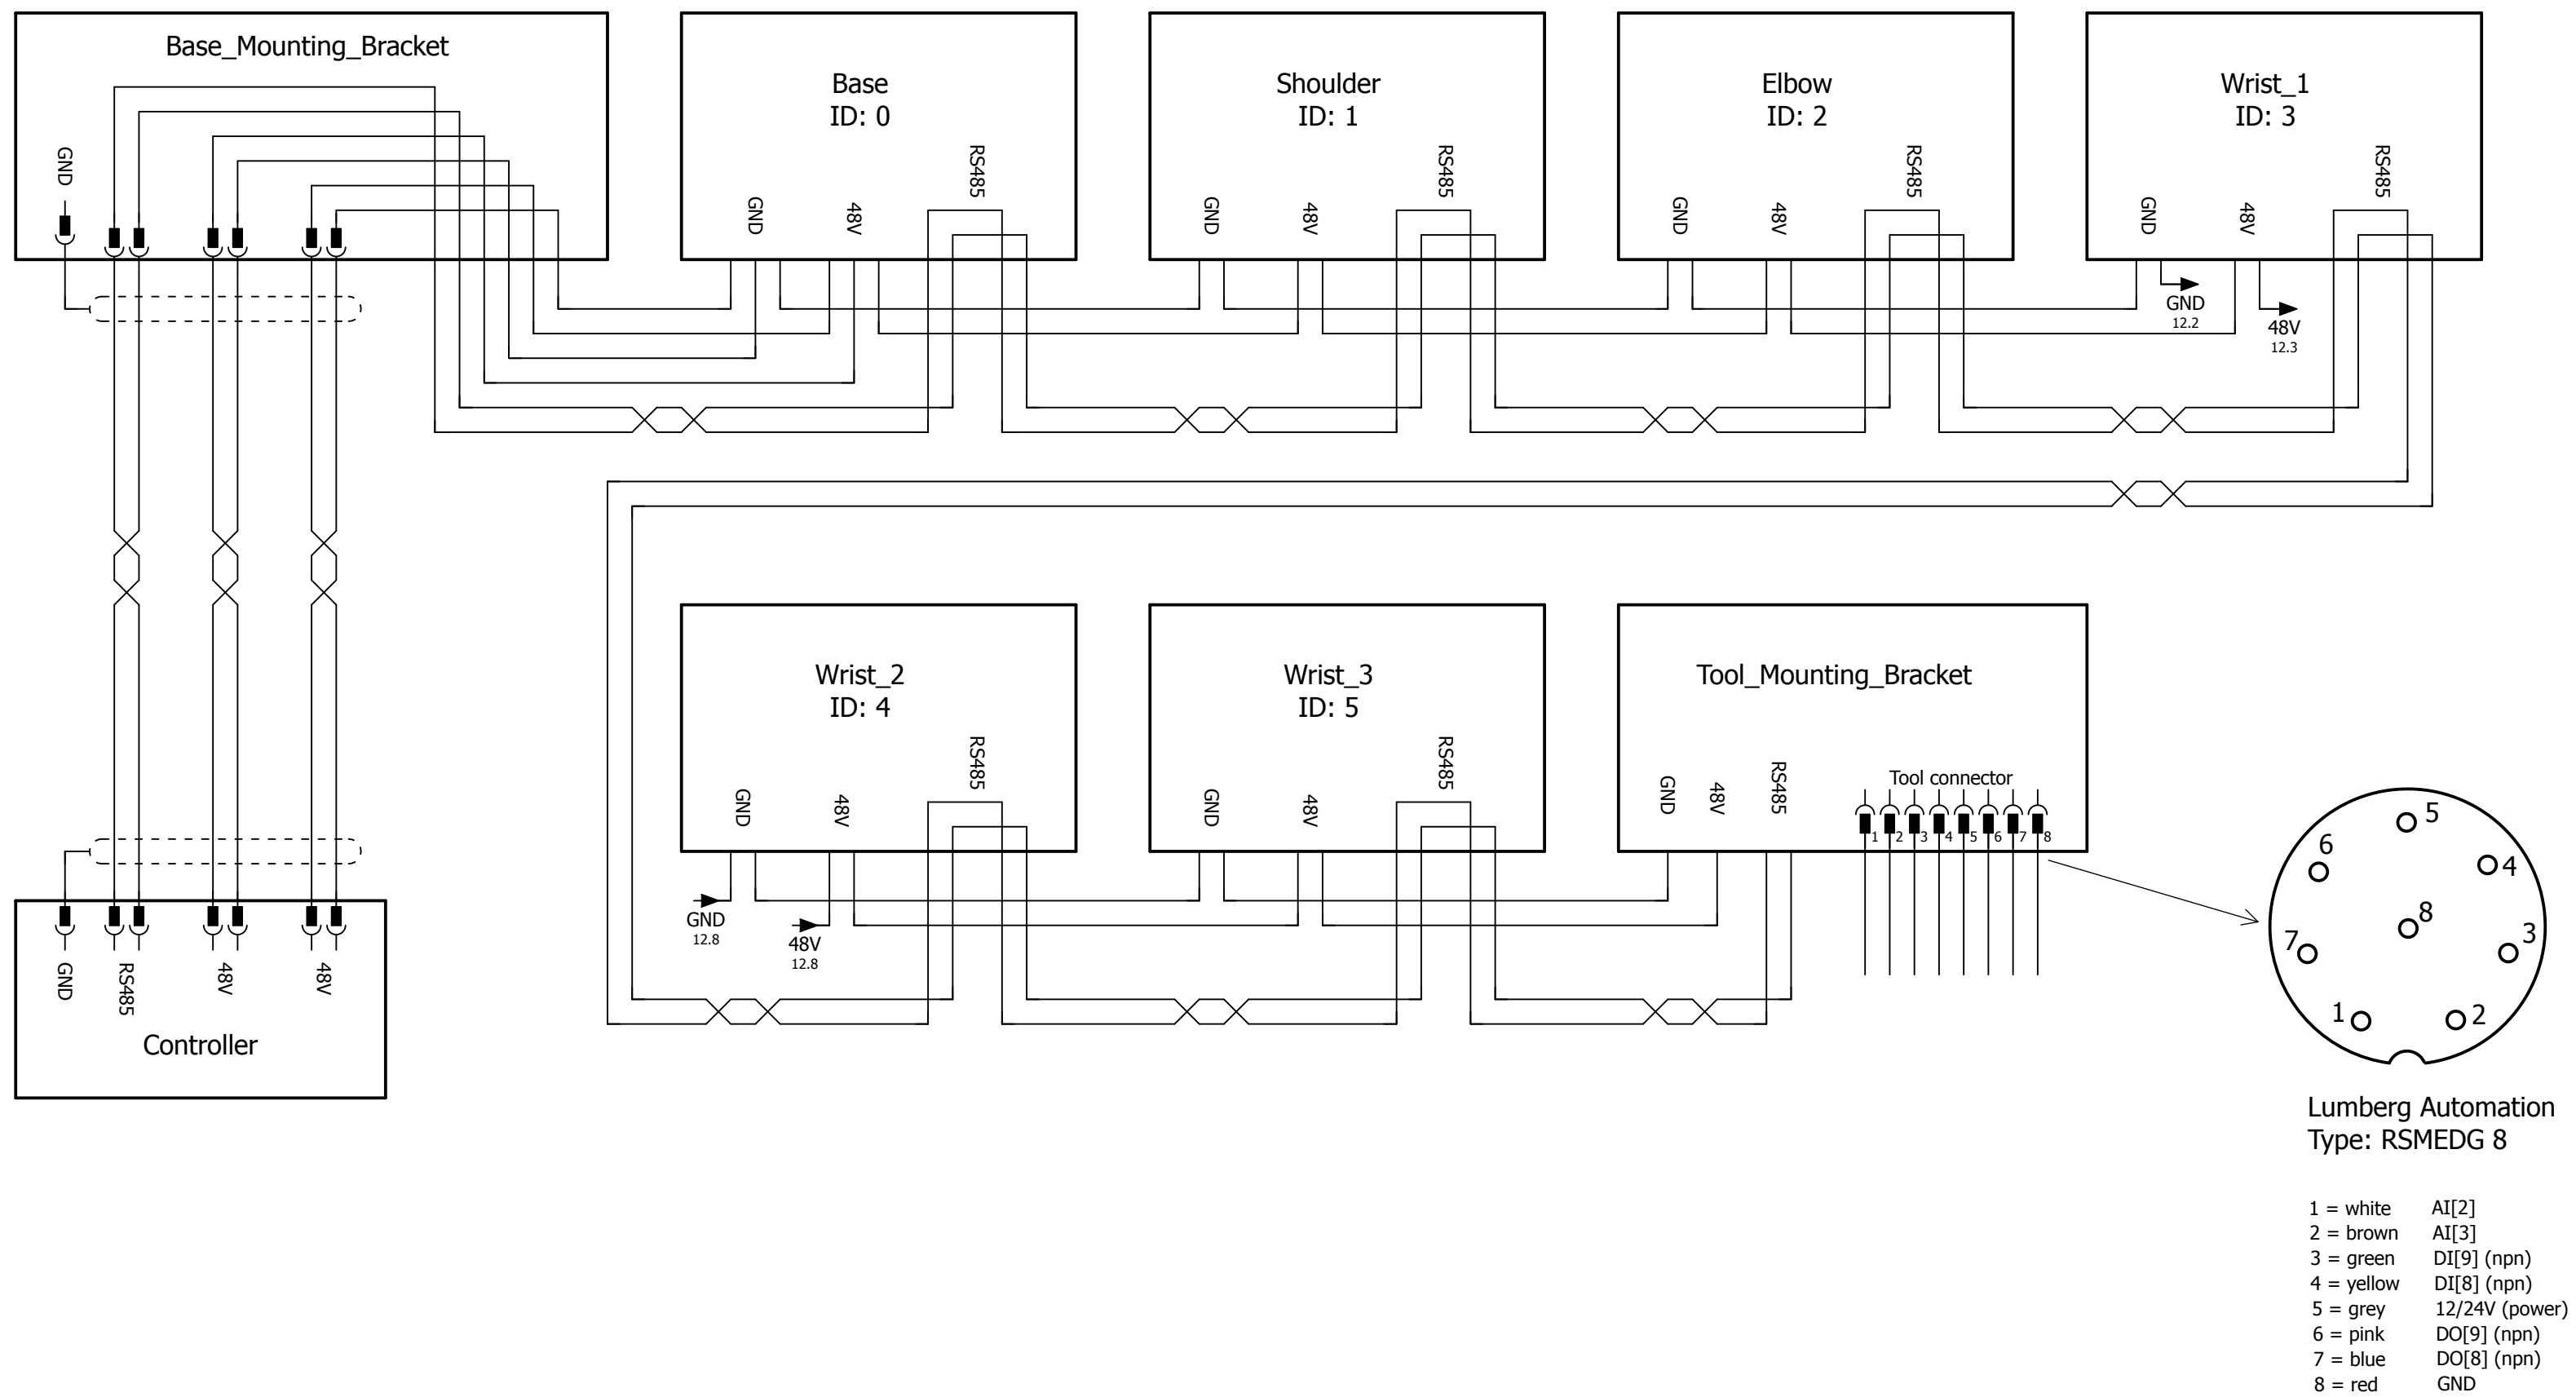 Base_Mounting_Bracket
GND
Base
ID: 0
GND
48V
RS485
Shoulder
ID: 1
GND
48V
RS485
Elbow
ID: 2
GND
48V
RS485
Wrist_1
ID: 3
GND
48V
RS485
GND
12.2
48V
12.3
Wrist_2
ID: 4
GND
48V
RS485
GND
12.8
48V
12.8
Wrist_3
ID: 5
GND
48V
RS485
Tool_Mounting_Bracket
GND
48V
RS485
Tool connector
1 2 3 4 5 6 7 8
GND
RS485
48V
48V
Controller
5
6
4
8
7
3
1
2
Lumberg Automation
Type: RSMEDG 8
1 = white AI[2]
2 = brown AI[3]
3 = green DI[9] (npn)
4 = yellow DI[8] (npn)
5 = grey 12/24V (power)
6 = pink DO[9] (npn)
7 = blue DO[8] (npn)
8 = red GND